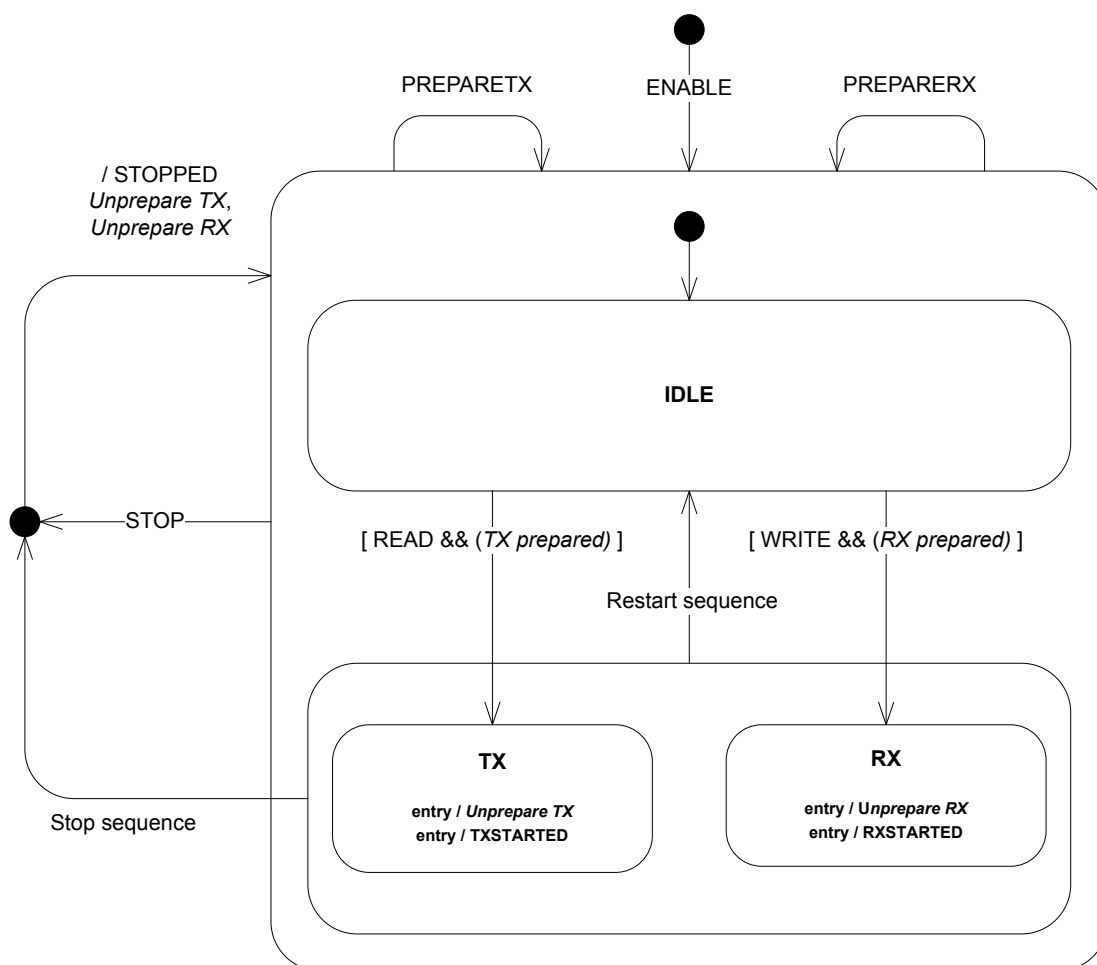 PREPARETX
ENABLE
PREPARERX
/ STOPPED
Unprepare TX,
Unprepare RX
IDLE
STOP
[ READ && (TX prepared) ]
[ WRITE && (RX prepared) ]
Restart sequence
TX
entry / Unprepare TX
entry / TXSTARTED
RX
entry / Unprepare RX
entry / RXSTARTED
Stop sequence